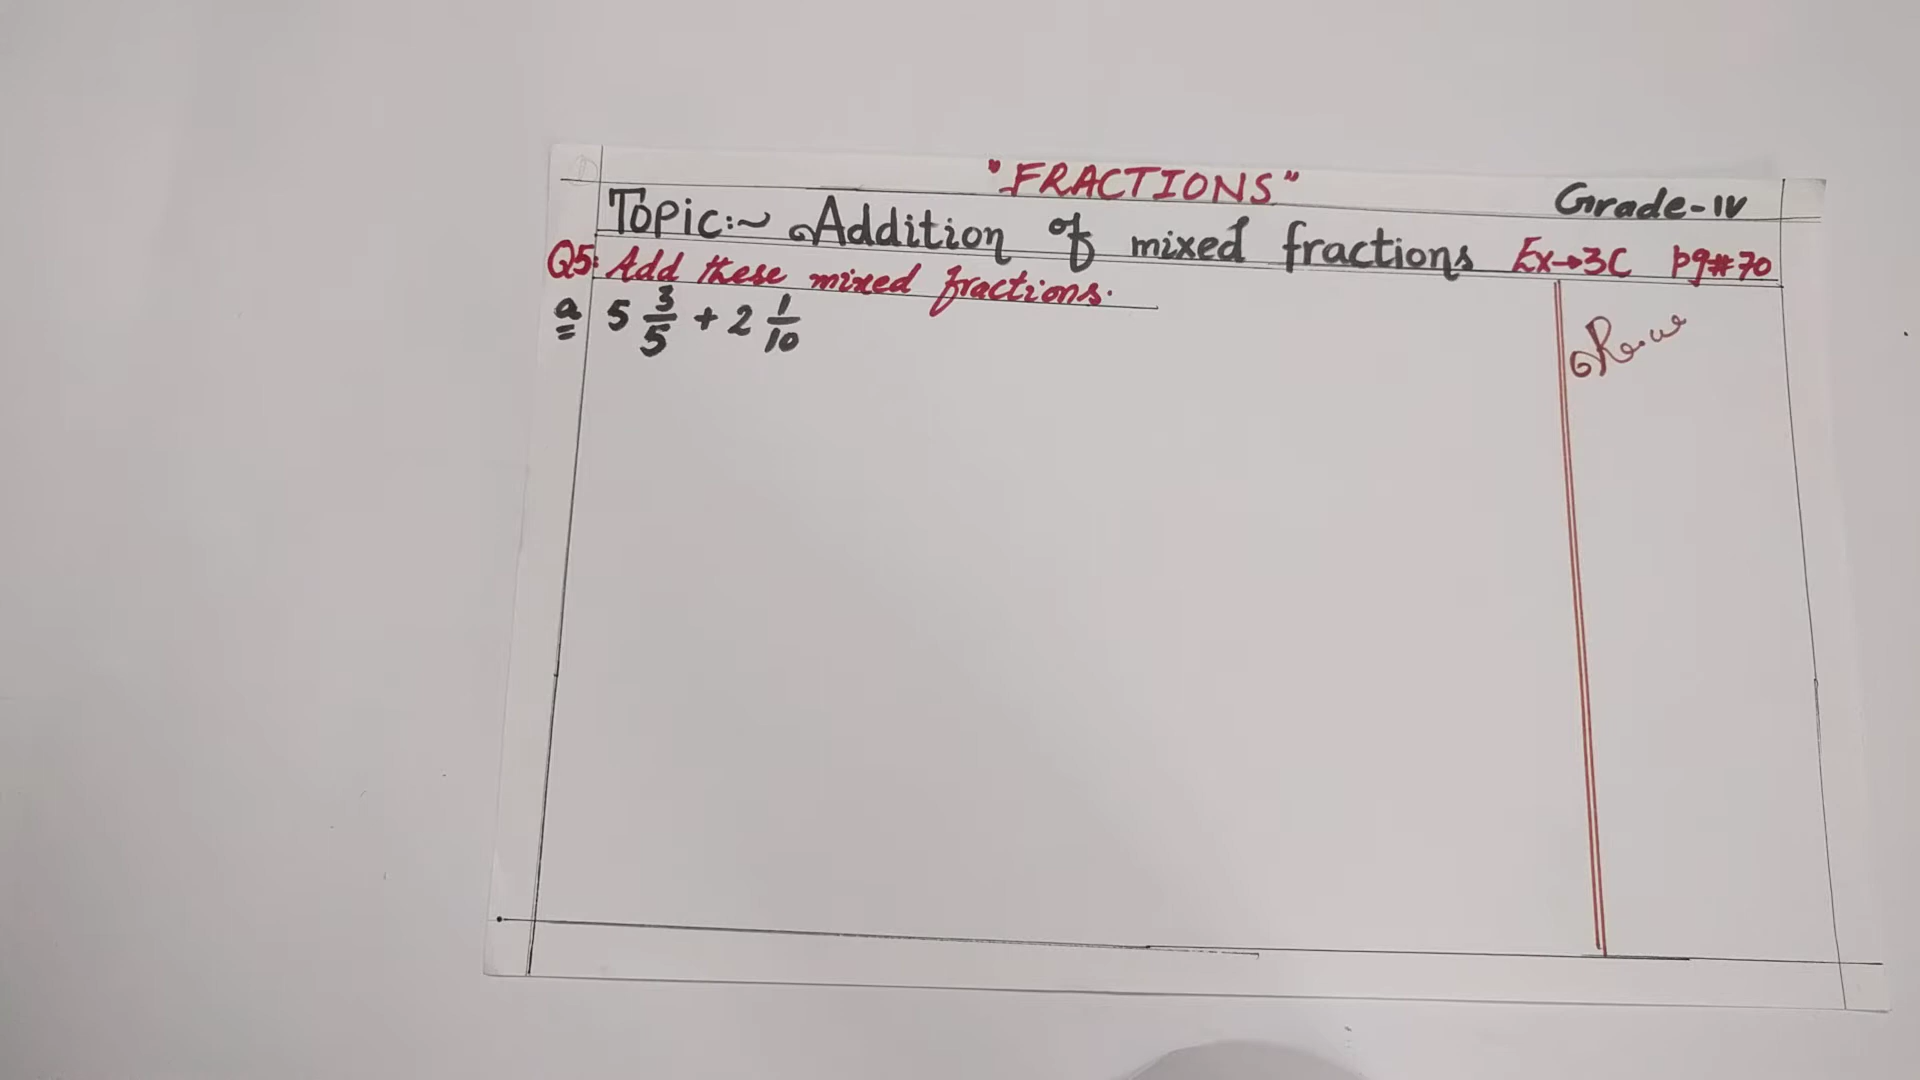 "FRACTIONS"
Grade-IV
Topic:~ Addition of mixed fractions Ex→3C pg#70
Q5: Add these mixed fractions.
a 5 3/5 + 2 1/10